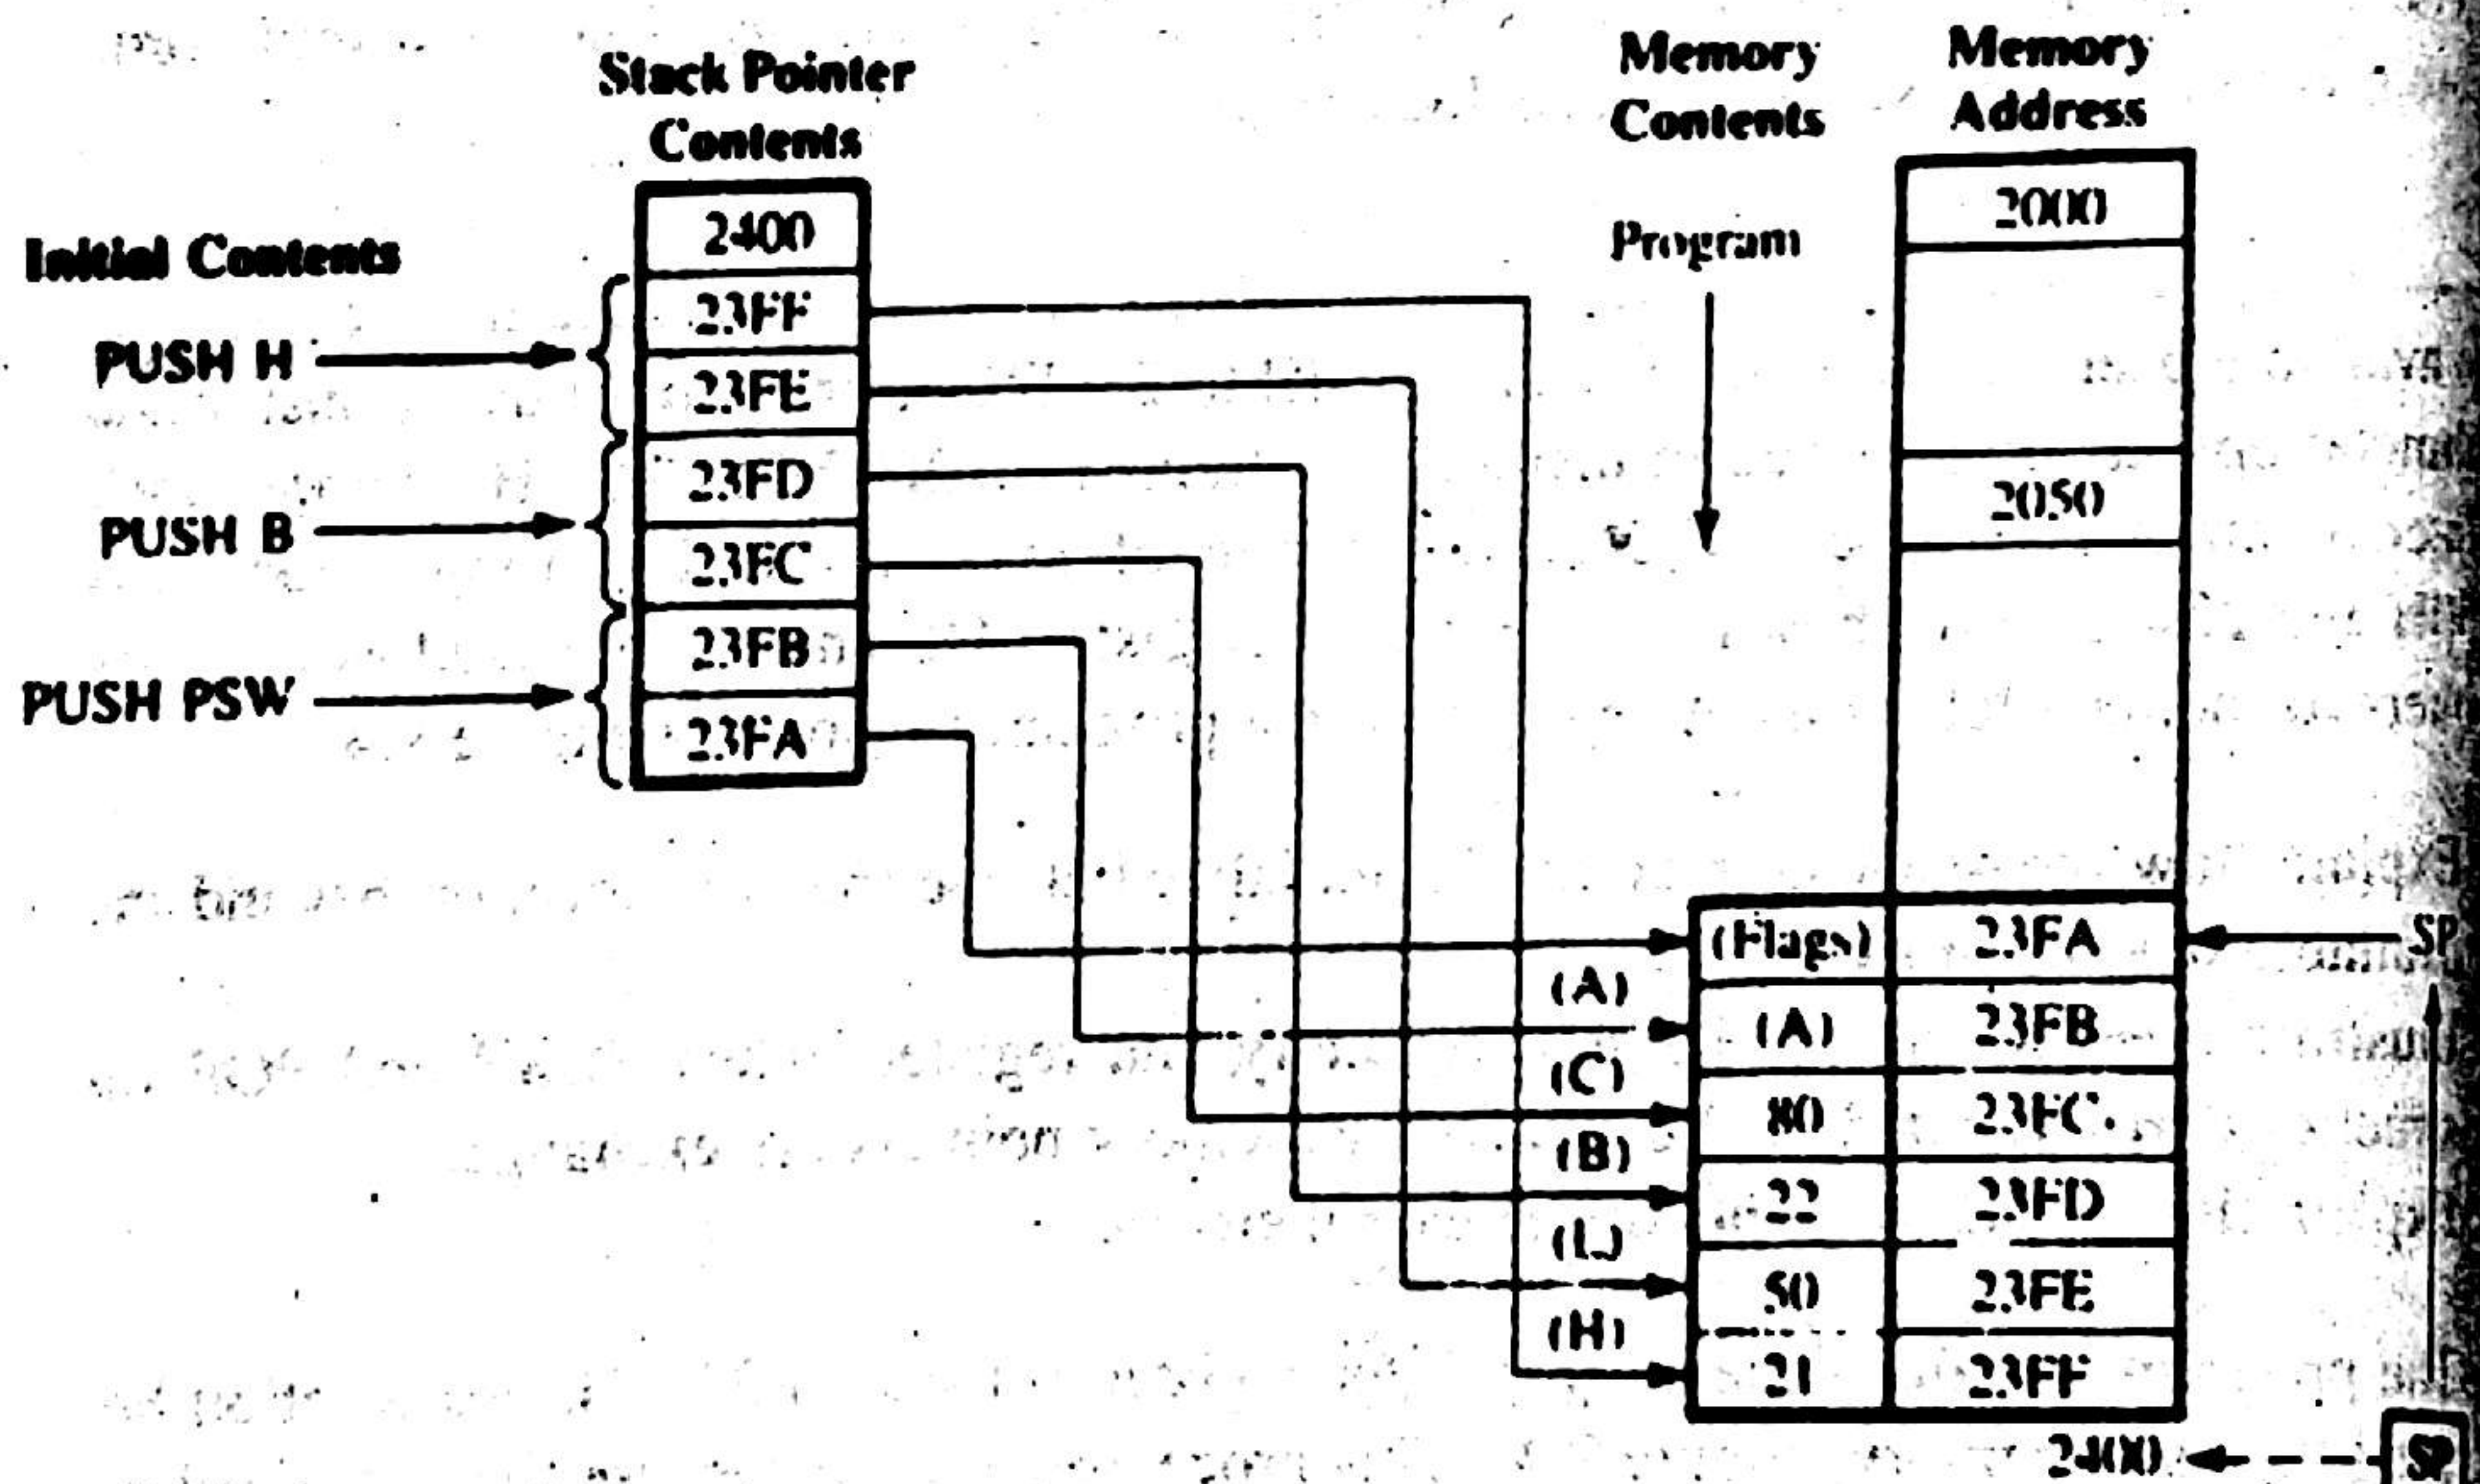 Stack Pointer
Contents
Memory
Contents
Memory
Address
Initial Contents
2400
2000
Program
23FF
PUSH H
23FE
23FD
2050
PUSH B
23FC
23FB
PUSH PSW
23FA
(Flags) 23FA SP
(A)
(A) 23FB
(C)
80 23FC
(B)
22 23FD
(L)
50 23FE
(H)
21 23FF
2400 SP